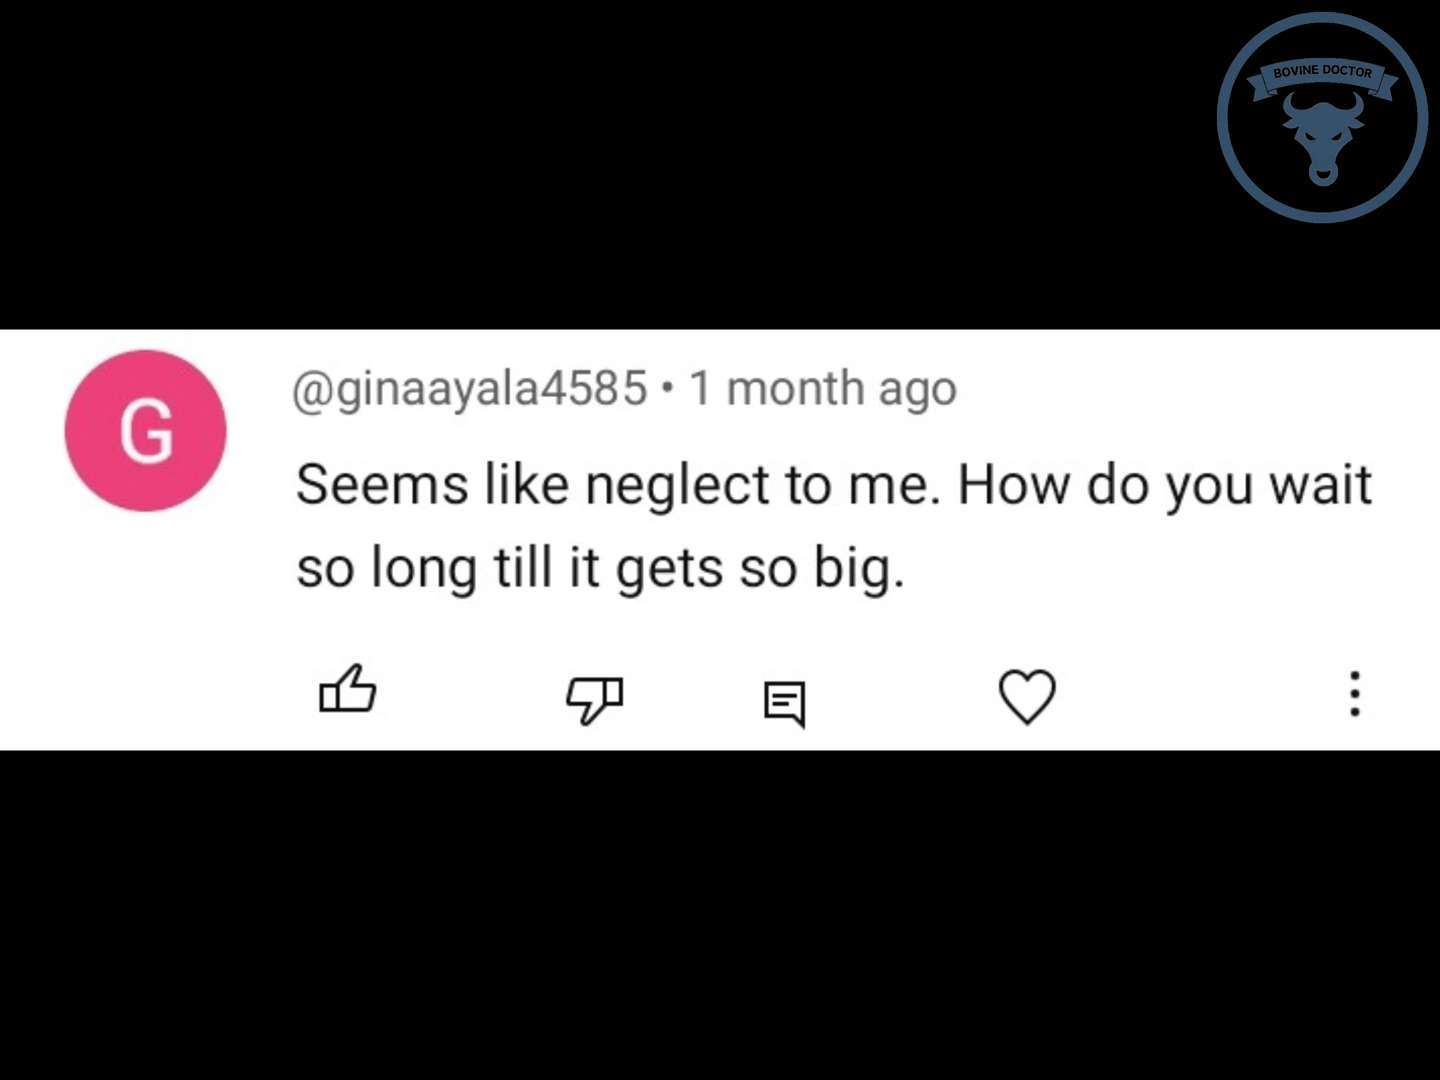 BOVINE DOCTOR
G
@ginaayala4585 • 1 month ago
Seems like neglect to me. How do you wait
so long till it gets so big.